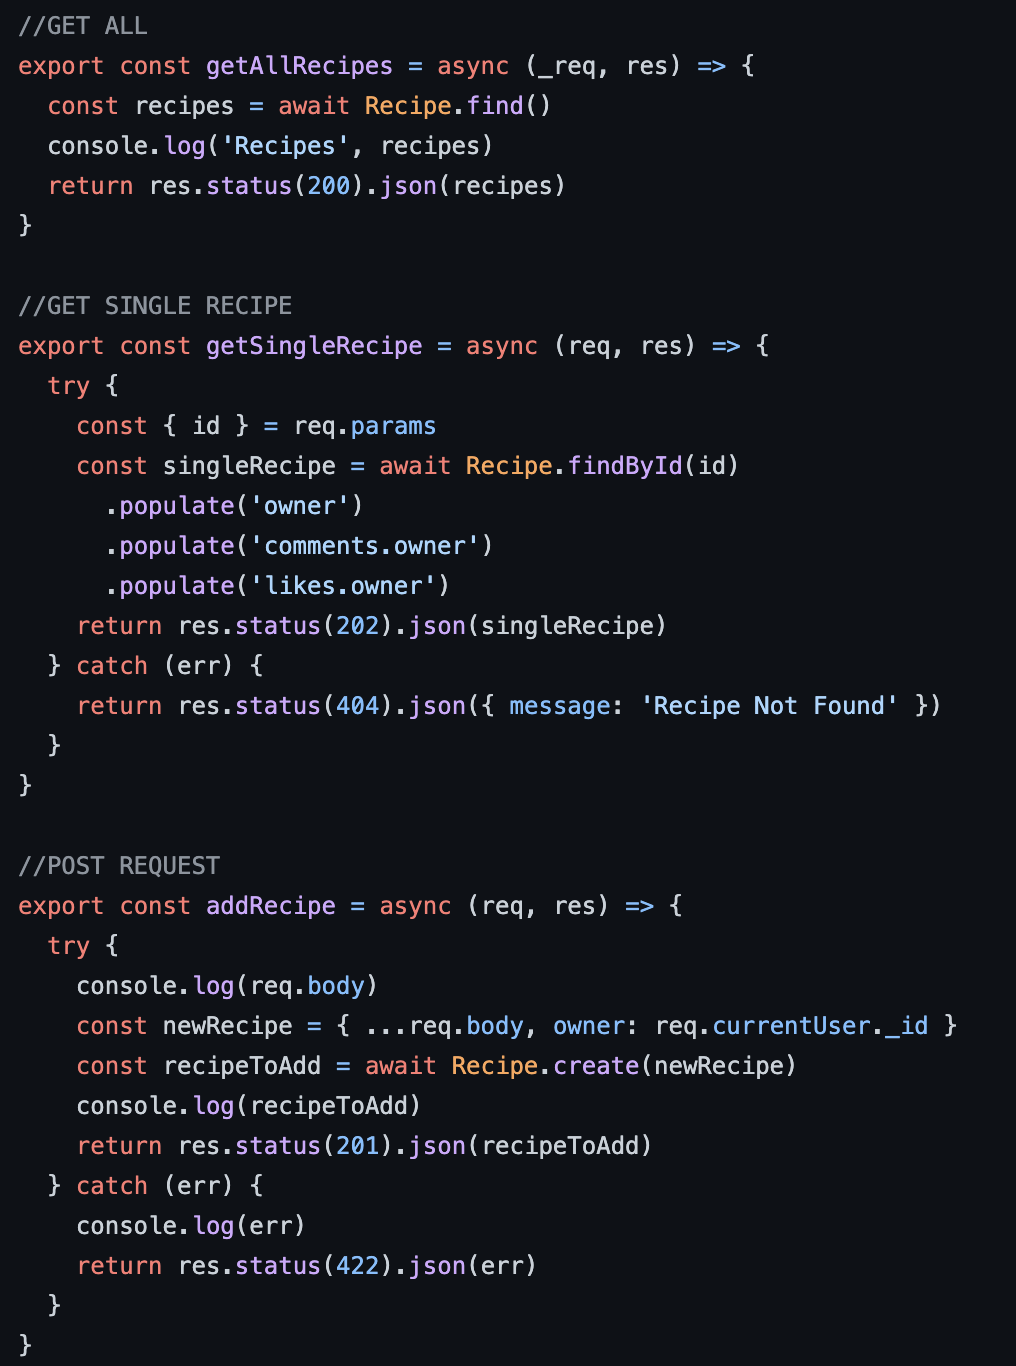 //GET ALL
export const getAllRecipes = async (_req, res) => {
  const recipes = await Recipe.find()
  console.log('Recipes', recipes)
  return res.status(200).json(recipes)
}

//GET SINGLE RECIPE
export const getSingleRecipe = async (req, res) => {
  try {
    const { id } = req.params
    const singleRecipe = await Recipe.findById(id)
      .populate('owner')
      .populate('comments.owner')
      .populate('likes.owner')
    return res.status(202).json(singleRecipe)
  } catch (err) {
    return res.status(404).json({ message: 'Recipe Not Found' })
  }
}

//POST REQUEST
export const addRecipe = async (req, res) => {
  try {
    console.log(req.body)
    const newRecipe = { ...req.body, owner: req.currentUser._id }
    const recipeToAdd = await Recipe.create(newRecipe)
    console.log(recipeToAdd)
    return res.status(201).json(recipeToAdd)
  } catch (err) {
    console.log(err)
    return res.status(422).json(err)
  }
}